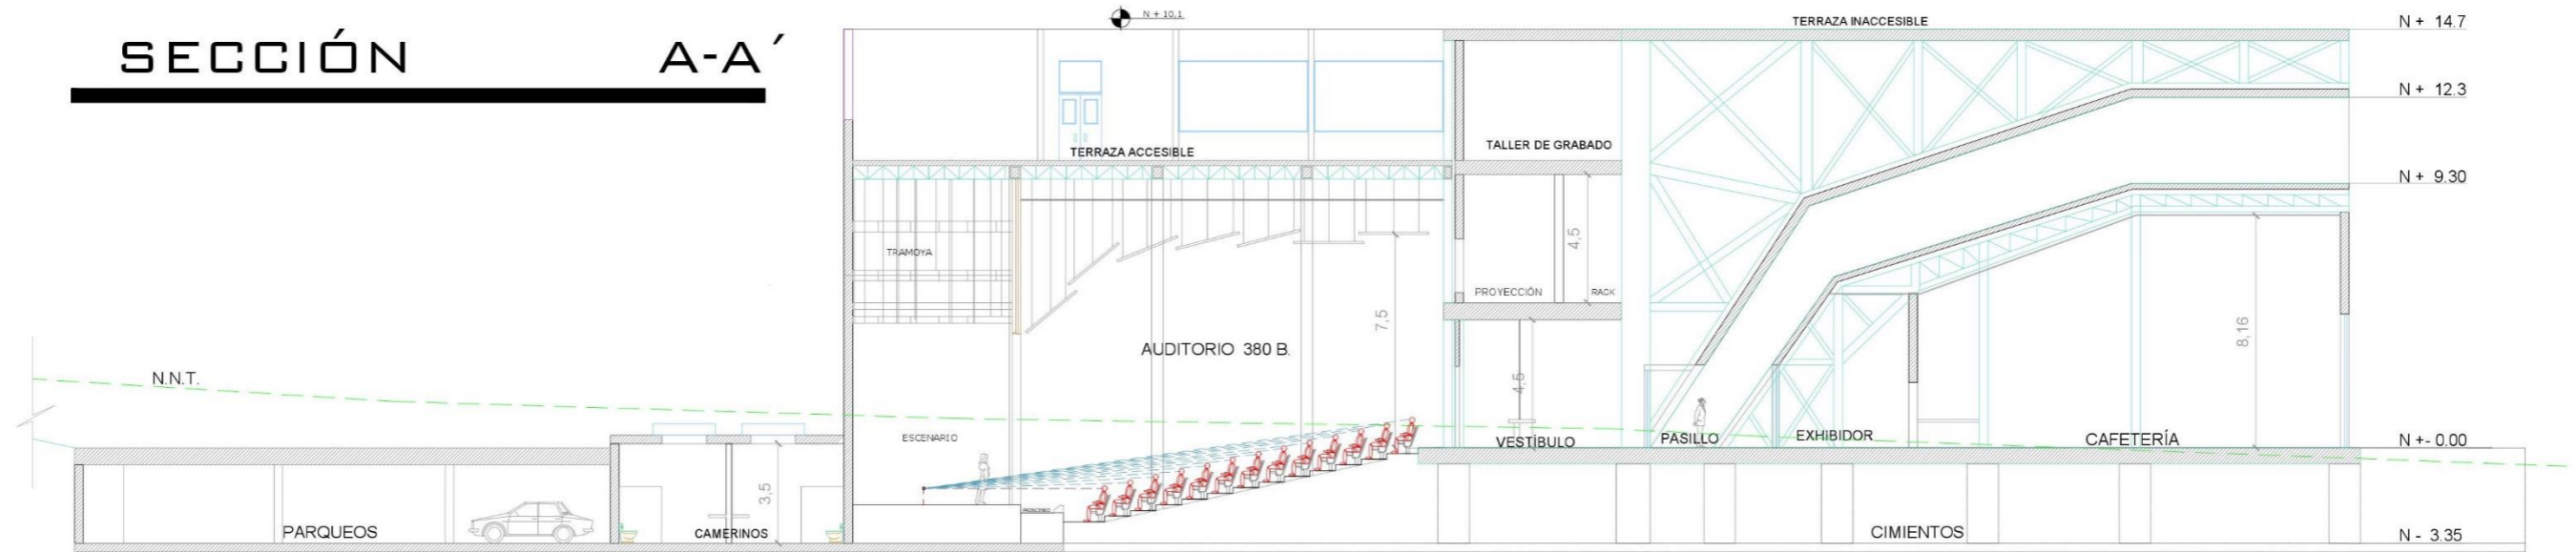 SECCIÓN A-A´
N + 10,1
TERRAZA INACCESIBLE
N + 14.7
N + 12.3
TERRAZA ACCESIBLE
TALLER DE GRABADO
N + 9.30
TRAMOYA
4,5
PROYECCIÓN
RACK
7,5
8,16
AUDITORIO 380 B.
N.N.T.
4,5
ESCENARIO
VESTÍBULO
PASILLO
EXHIBIDOR
CAFETERÍA
N +- 0.00
3,5
PROSCENIO
PARQUEOS
CAMERINOS
CIMIENTOS
N - 3.35